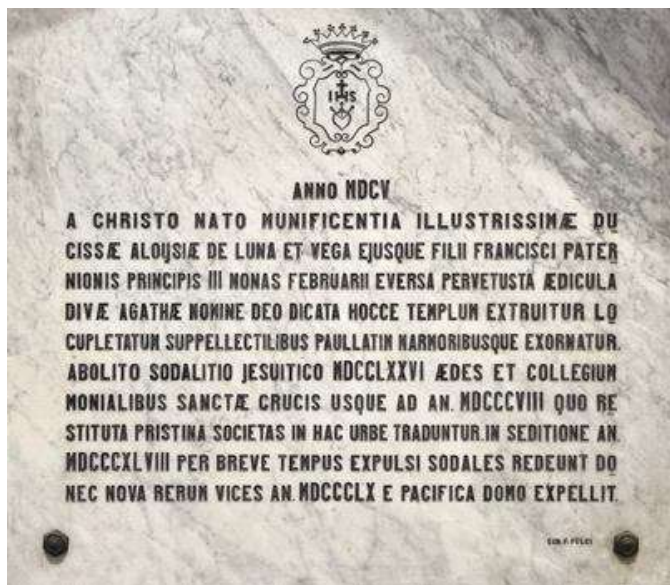 IHS
ANNO MDCV
A CHRISTO NATO MUNIFICENTIA ILLUSTRISSIMÆ DU
CISSÆ ALOIJSIÆ DE LUNA ET VEGA EJUSQUE FILII FRANCISCI PATER
NIONIS PRINCIPIS III NONAS FEBRUARII EVERSA PERVETUSTA ÆDICULA
DIVÆ AGATHÆ NOMINE DEO DICATA HOCCE TEMPLUM EXTRUITUR LO
CUPLETATUM SUPPELLECTILIBUS PAULLATIM MARMORIBUSQUE EXORNATUR.
ABOLITO SODALITIO JESUITICO MDCCLXXVI ÆDES ET COLLEGIUM
MONIALIBUS SANCTÆ CRUCIS USQUE AD AN. MDCCCVIII QUO RE
STITUTA PRISTINA SOCIETAS IN HAC URBE TRADUNTUR. IN SEDITIONE AN.
MDCCCXLVIII PER BREVE TEMPUS EXPULSI SODALES REDEUNT DO
NEC NOVA RERUM VICES AN. MDCCCLX E PACIFICA DOMO EXPELLIT.